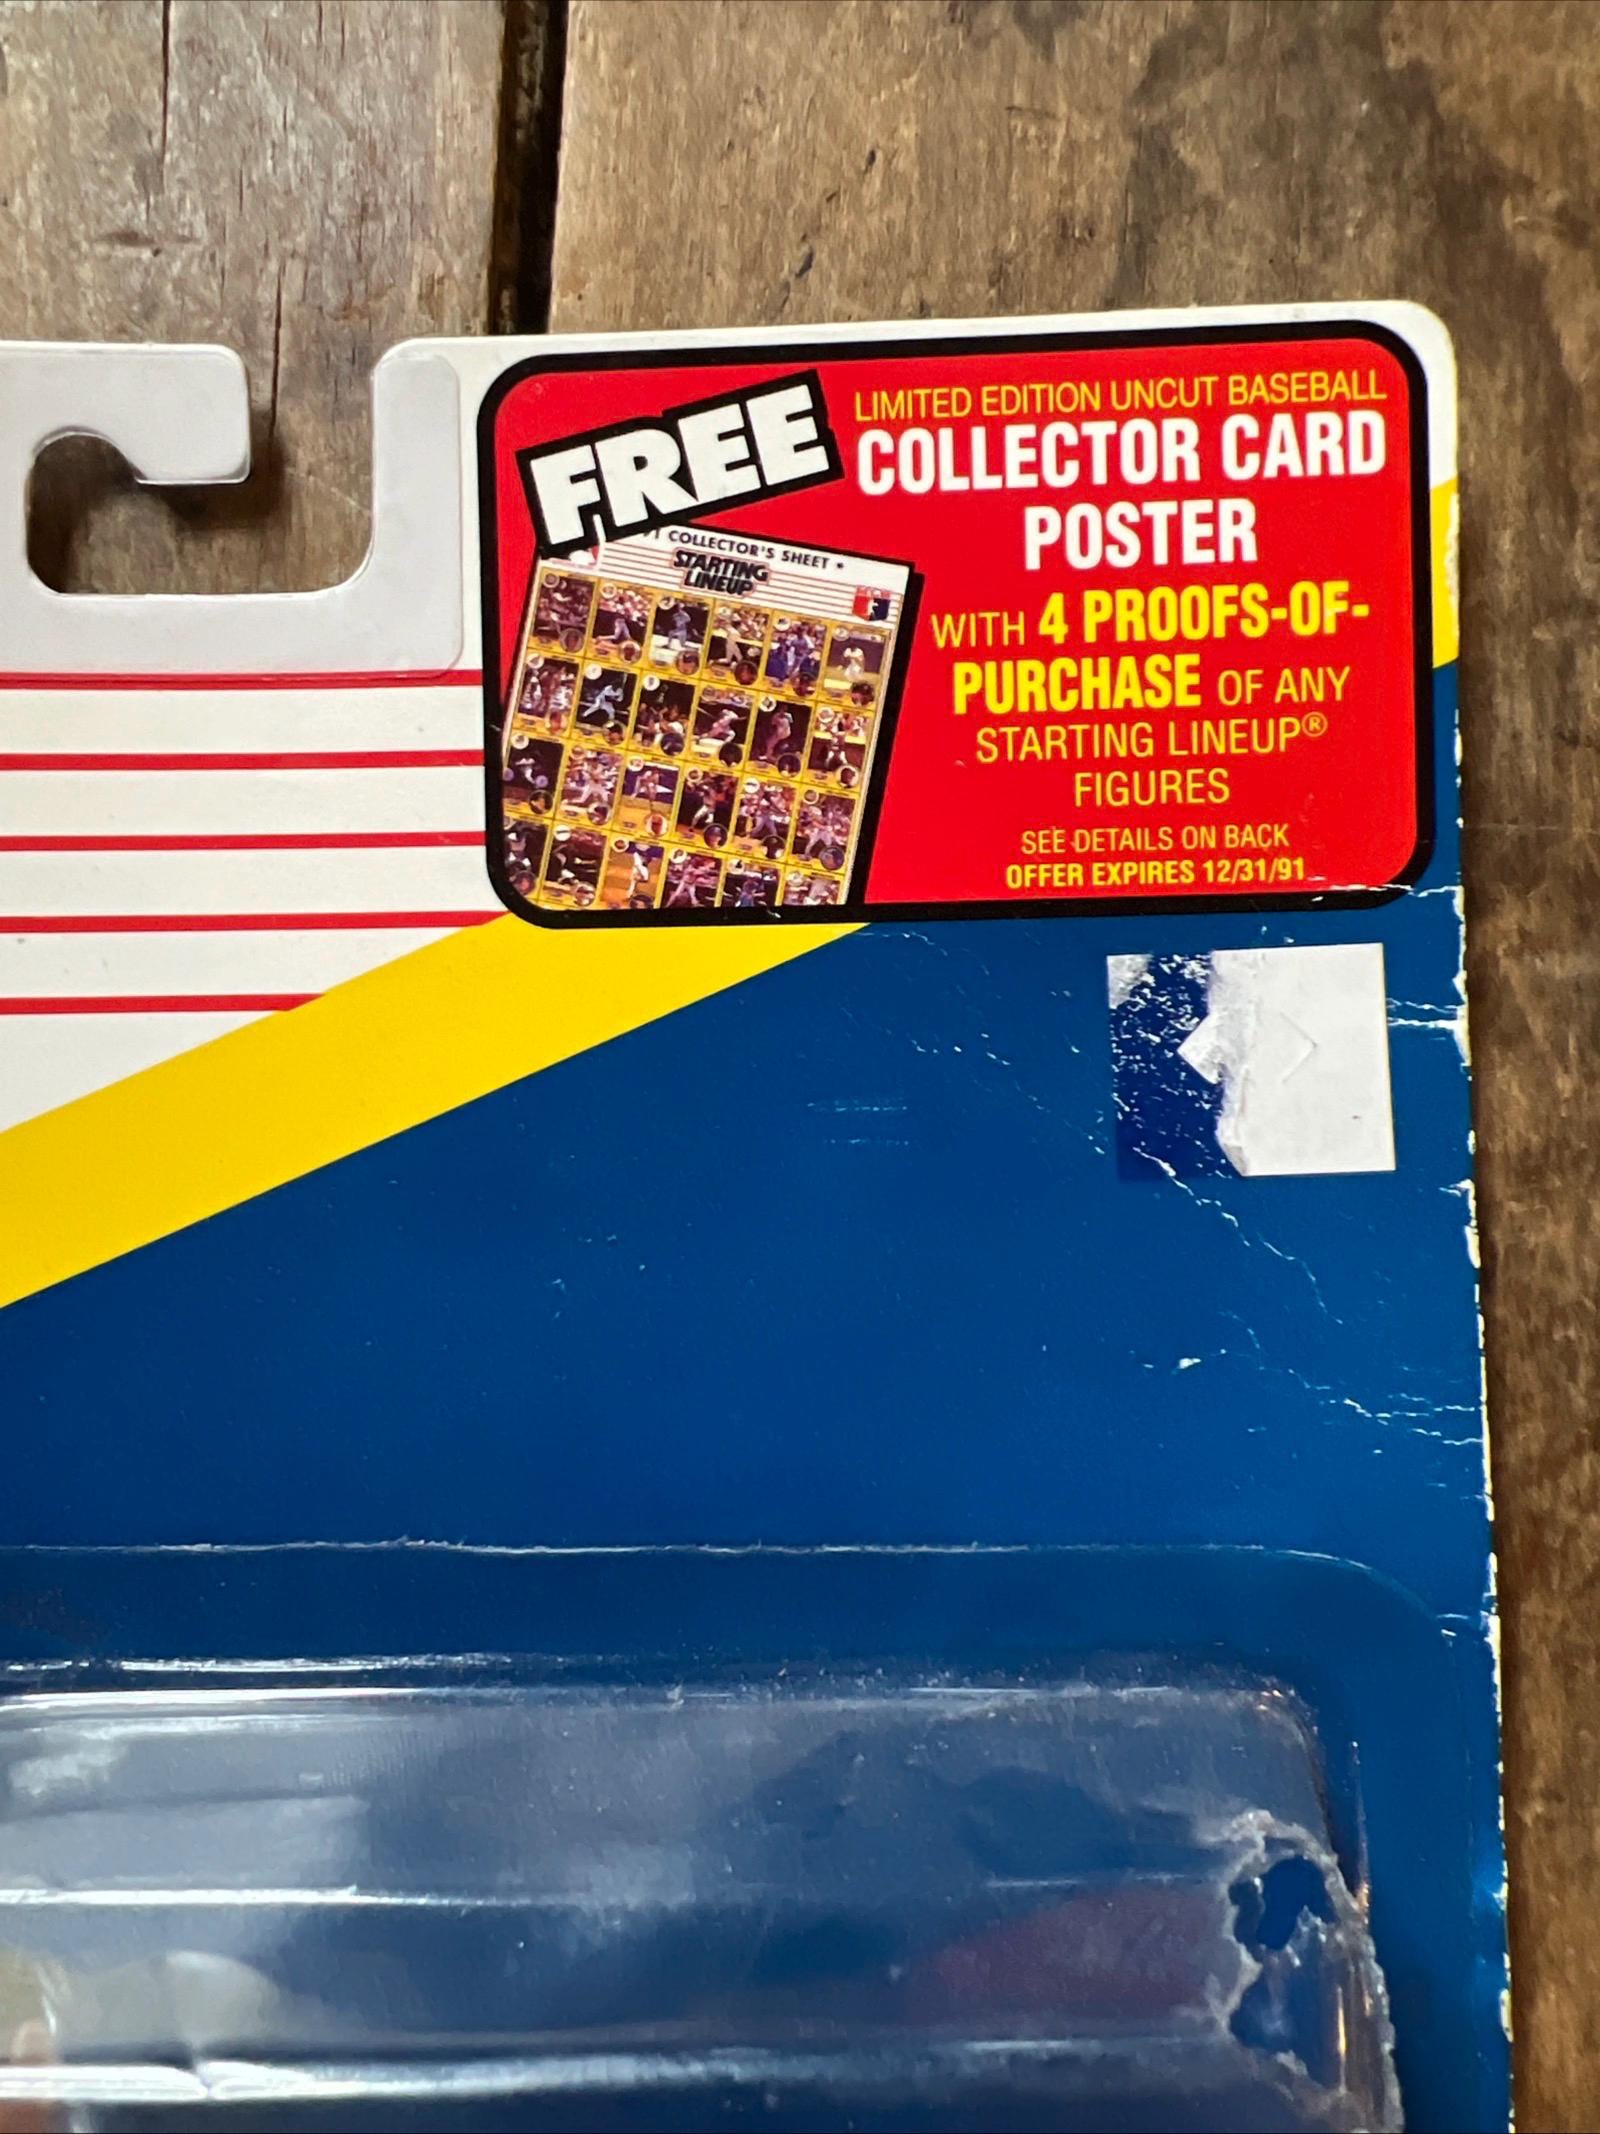 FREE
LIMITED EDITION UNCUT BASEBALL
COLLECTOR CARD
POSTER
WITH 4 PROOFS-OF-
PURCHASE OF ANY
STARTING LINEUP®
FIGURES
SEE DETAILS ON BACK
OFFER EXPIRES 12/31/91
COLLECTOR'S SHEET •
STARTING
LINEUP